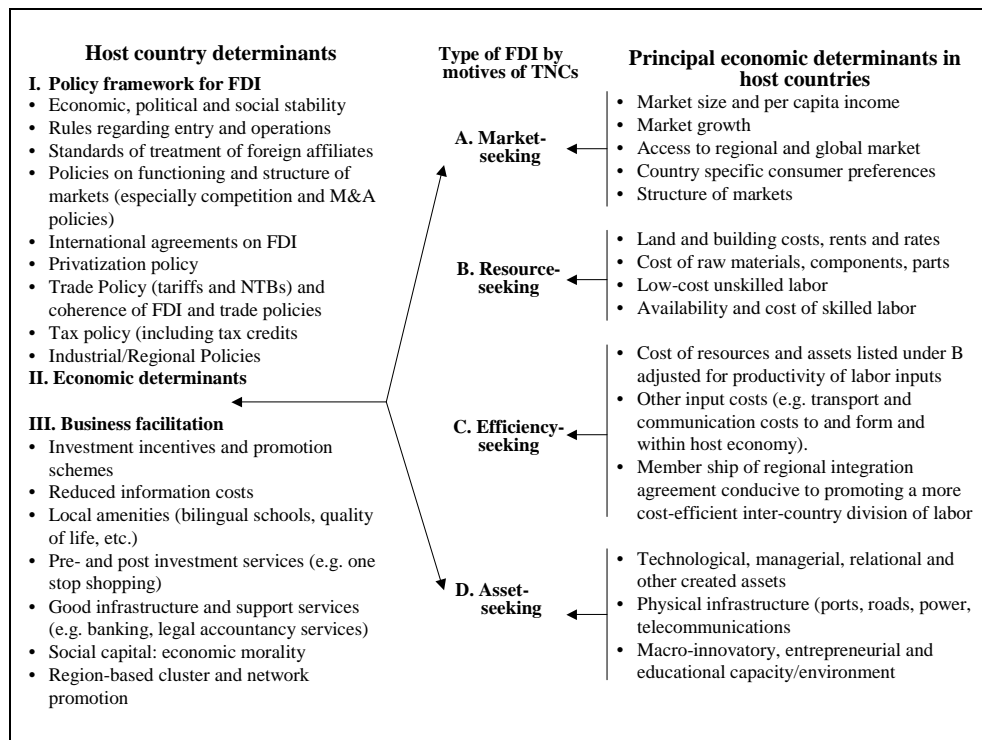 Host country determinants
I. Policy framework for FDI
• Economic, political and social stability
• Rules regarding entry and operations
• Standards of treatment of foreign affiliates
• Policies on functioning and structure of
markets (especially competition and M&A
policies)
• International agreements on FDI
• Privatization policy
• Trade Policy (tariffs and NTBs) and
coherence of FDI and trade policies
• Tax policy (including tax credits
• Industrial/Regional Policies
II. Economic determinants
III. Business facilitation
• Investment incentives and promotion
schemes
• Reduced information costs
• Local amenities (bilingual schools, quality
of life, etc.)
• Pre- and post investment services (e.g. one
stop shopping)
• Good infrastructure and support services
(e.g. banking, legal accountancy services)
• Social capital: economic morality
• Region-based cluster and network
promotion
Type of FDI by
motives of TNCs
A. Market-
seeking
B. Resource-
seeking
C. Efficiency-
seeking
D. Asset-
seeking
Principal economic determinants in
host countries
• Market size and per capita income
• Market growth
• Access to regional and global market
• Country specific consumer preferences
• Structure of markets
• Land and building costs, rents and rates
• Cost of raw materials, components, parts
• Low-cost unskilled labor
• Availability and cost of skilled labor
• Cost of resources and assets listed under B
adjusted for productivity of labor inputs
• Other input costs (e.g. transport and
communication costs to and form and
within host economy).
• Member ship of regional integration
agreement conducive to promoting a more
cost-efficient inter-country division of labor
• Technological, managerial, relational and
other created assets
• Physical infrastructure (ports, roads, power,
telecommunications
• Macro-innovatory, entrepreneurial and
educational capacity/environment